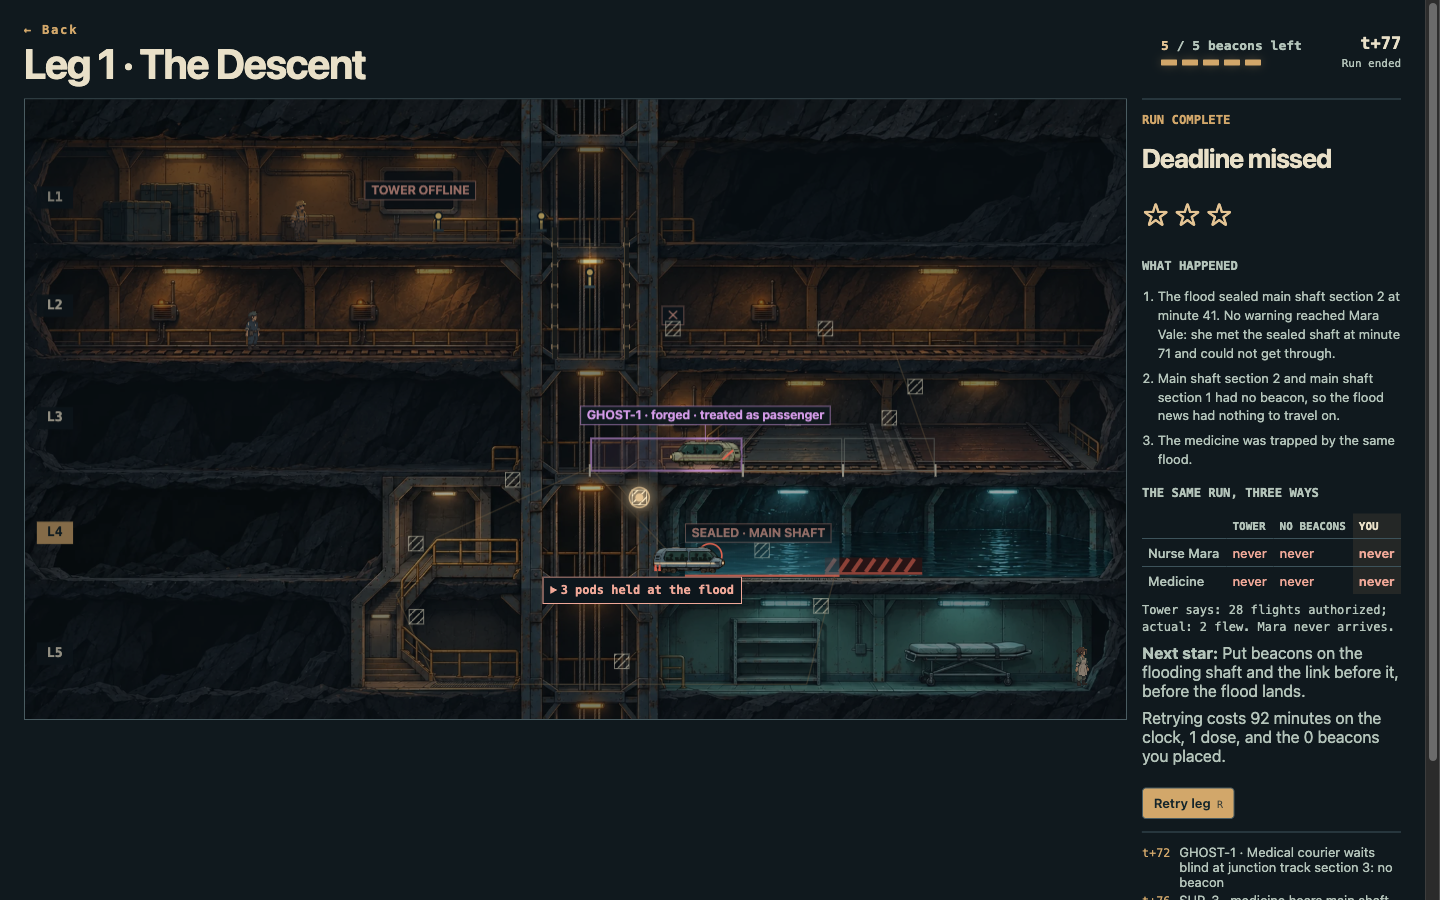 ← Back
Leg 1 · The Descent
5 / 5 beacons left
t+77
Run ended
L1
TOWER OFFLINE
L2
L3
GHOST-1 · forged · treated as passenger
L4
SEALED · MAIN SHAFT
3 pods held at the flood
L5
RUN COMPLETE
Deadline missed
WHAT HAPPENED
1. The flood sealed main shaft section 2 at
minute 41. No warning reached Mara
Vale: she met the sealed shaft at minute
71 and could not get through.
2. Main shaft section 2 and main shaft
section 1 had no beacon, so the flood
news had nothing to travel on.
3. The medicine was trapped by the same
flood.
THE SAME RUN, THREE WAYS
TOWER NO BEACONS YOU
Nurse Mara never never never
Medicine never never never
Tower says: 28 flights authorized;
actual: 2 flew. Mara never arrives.
Next star: Put beacons on the
flooding shaft and the link before it,
before the flood lands.
Retrying costs 92 minutes on the
clock, 1 dose, and the 0 beacons
you placed.
Retry leg R
t+72 GHOST-1 · Medical courier waits
blind at junction track section 3: no
beacon